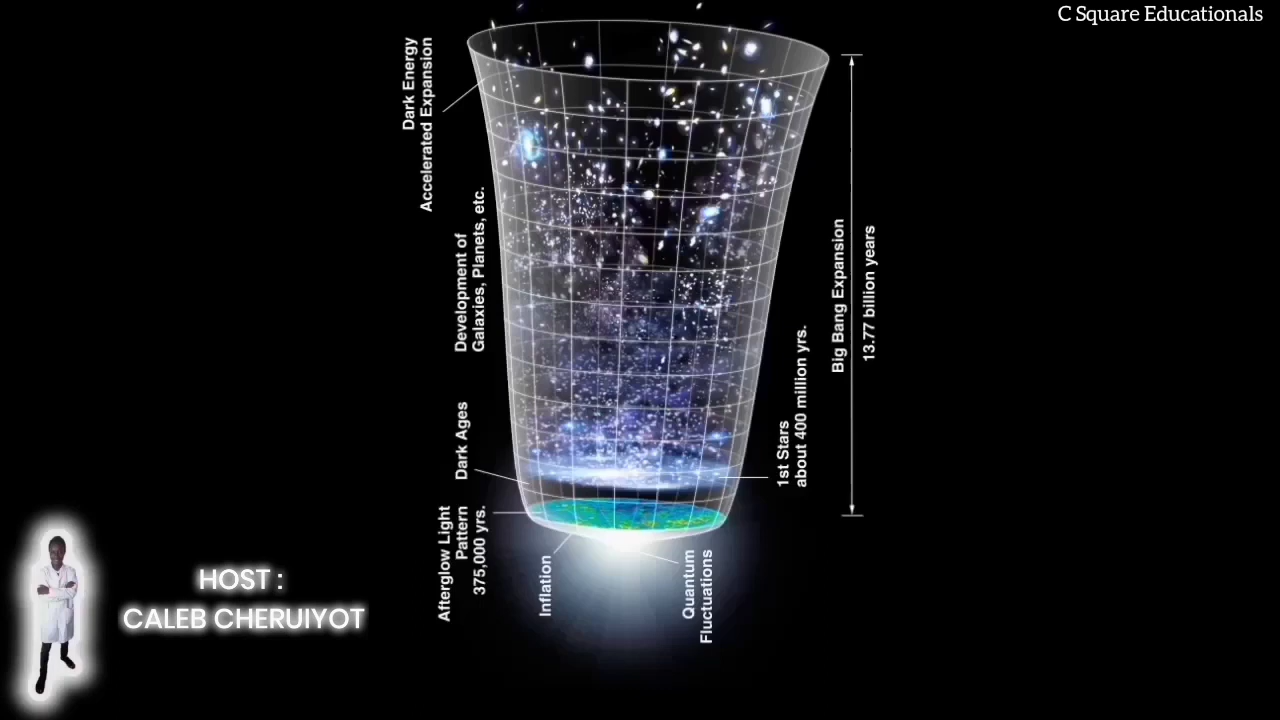 C Square Educationals
Dark Energy
Accelerated Expansion
Development of
Galaxies, Planets, etc.
Dark Ages
Afterglow Light
Pattern
375,000 yrs.
Inflation
Quantum
Fluctuations
1st Stars
about 400 million yrs.
Big Bang Expansion
13.77 billion years
HOST :
CALEB CHERUIYOT